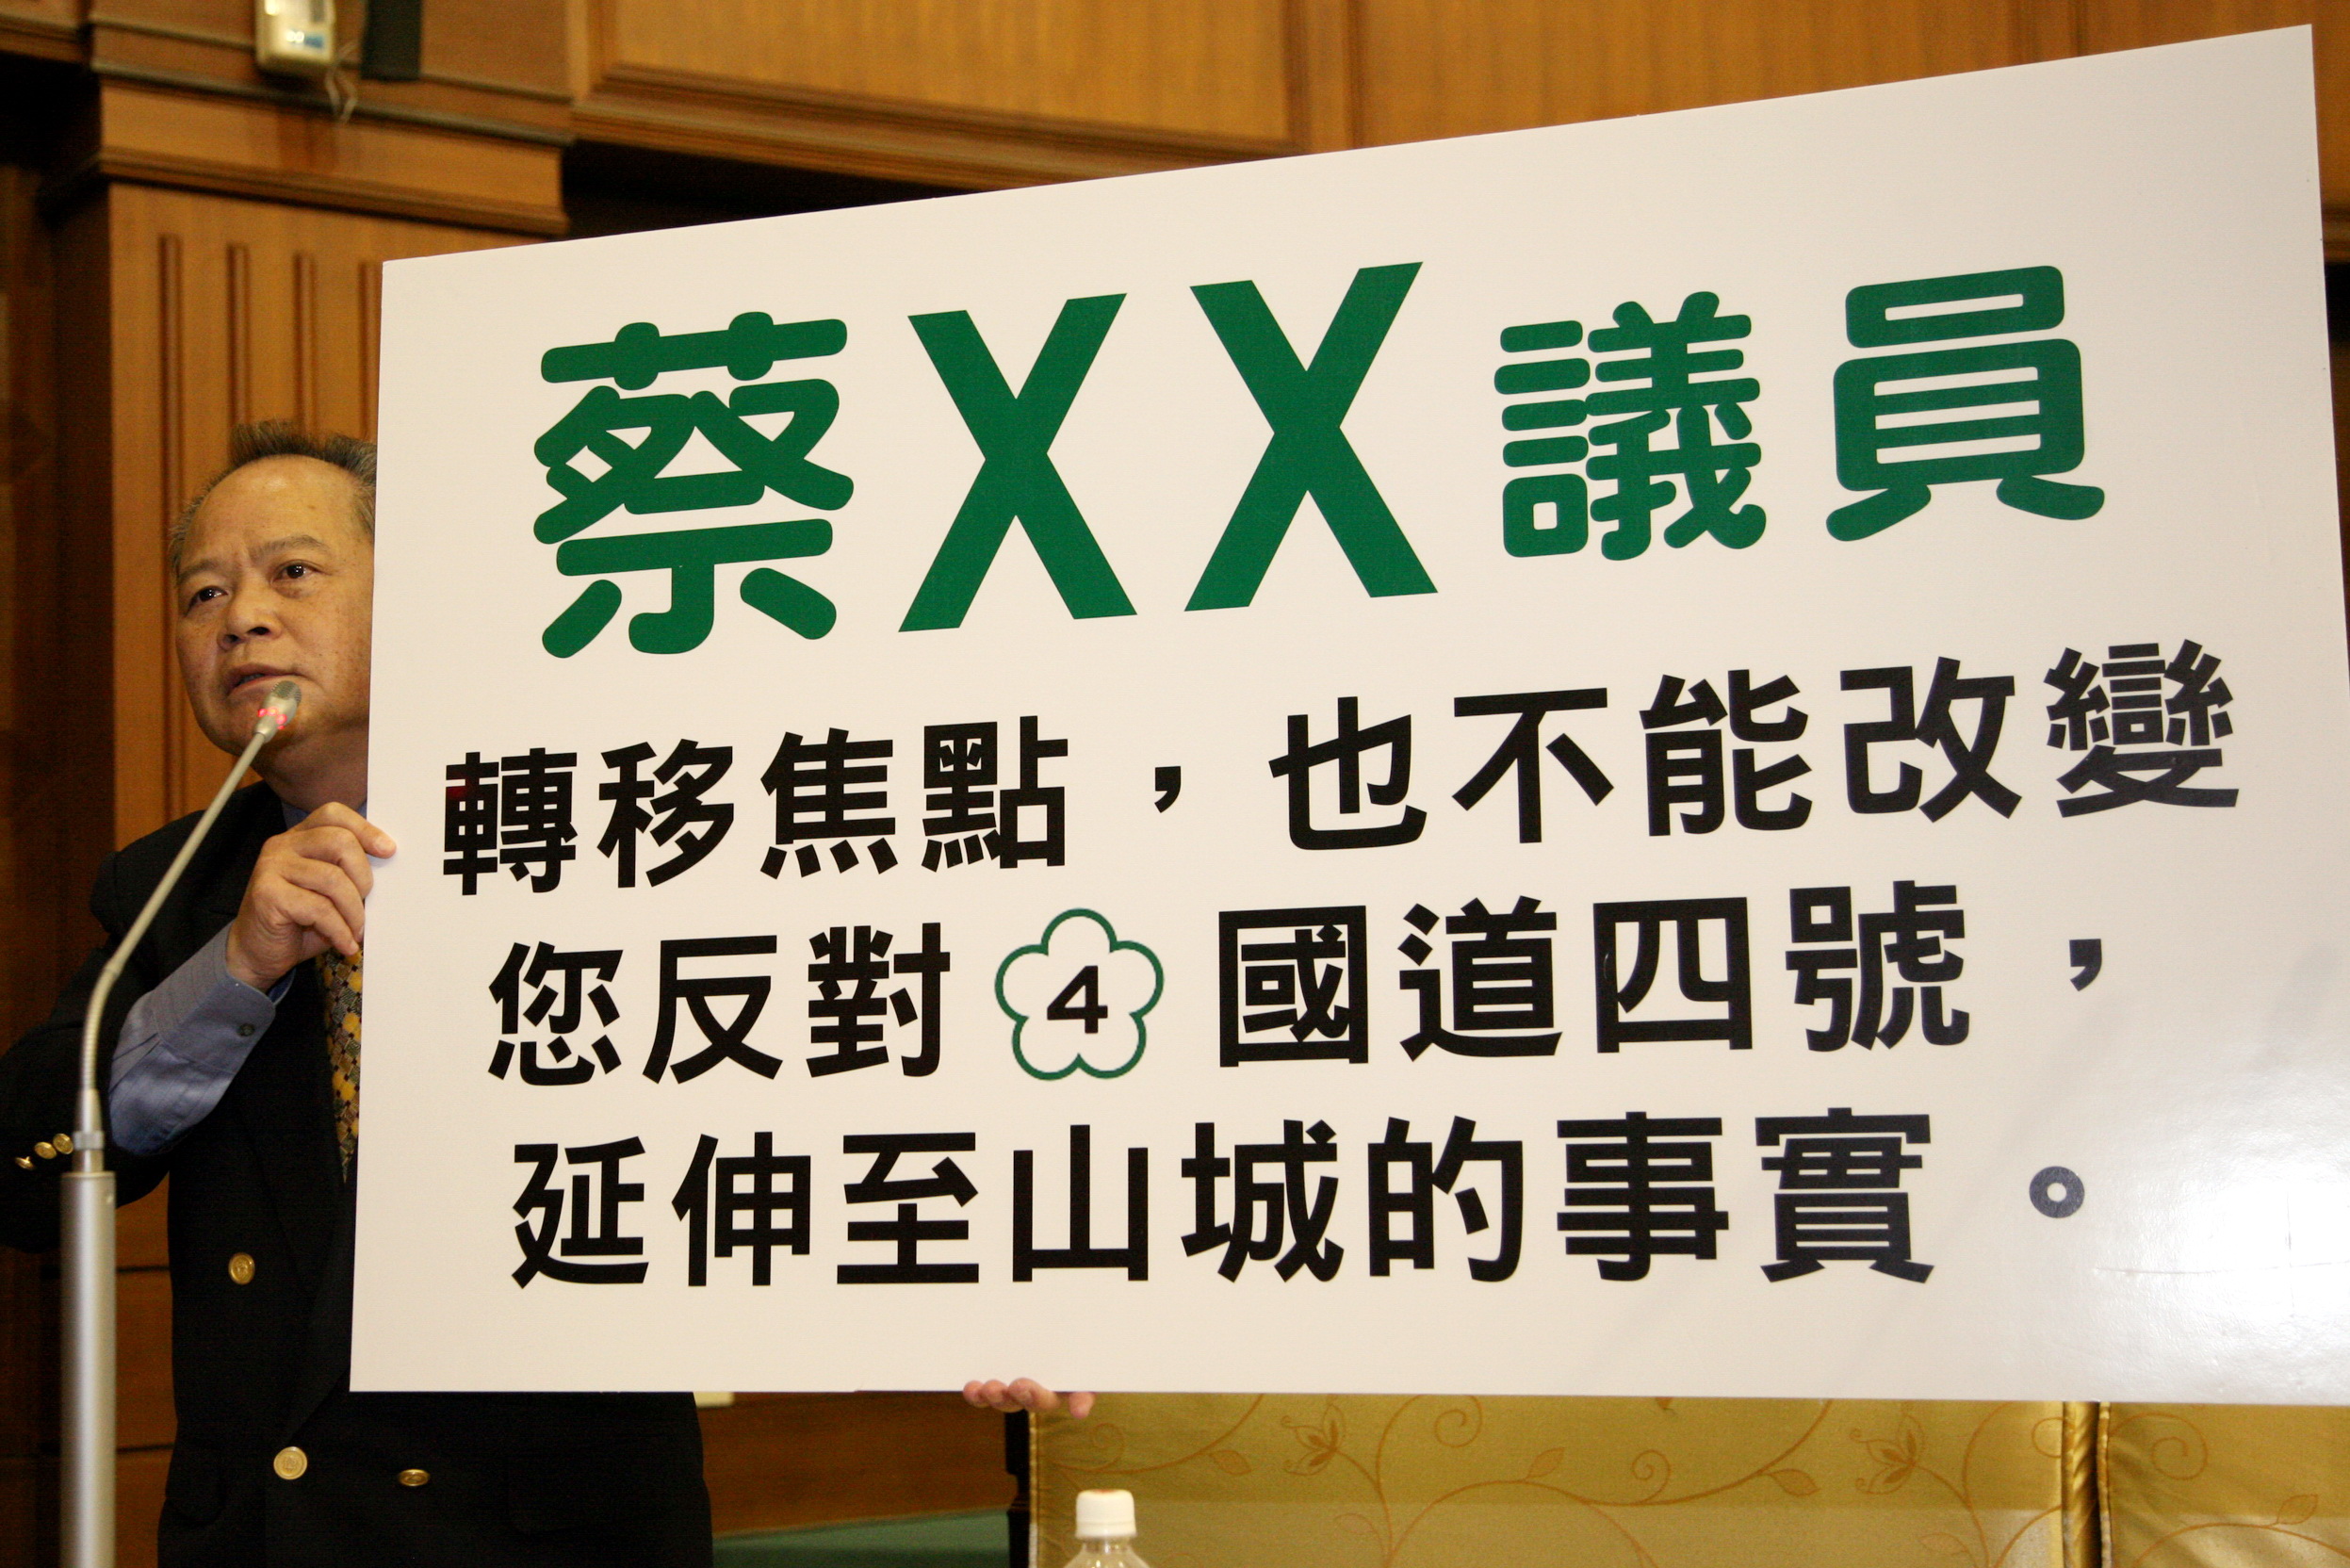 蔡XX議員
轉移焦點，也不能改變
您反對4國道四號，
延伸至山城的事實。